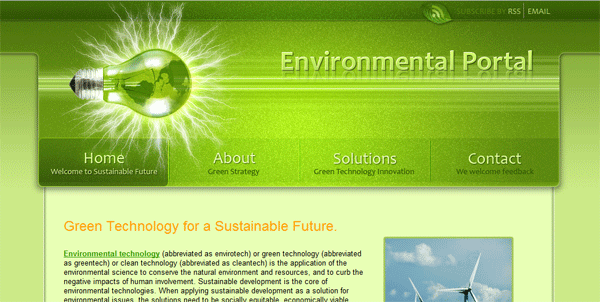 SUBSCRIBE BY RSS | EMAIL
Environmental Portal
Home
Welcome to Sustainable Future
About
Green Strategy
Solutions
Green Technology Innovation
Contact
We welcome feedback
Green Technology for a Sustainable Future.
Environmental technology (abbreviated as envirotech) or green technology (abbreviated
as greentech) or clean technology (abbreviated as cleantech) is the application of the
environmental science to conserve the natural environment and resources, and to curb the
negative impacts of human involvement. Sustainable development is the core of
environmental technologies. When applying sustainable development as a solution for
environmental issues, the solutions need to be socially equitable, economically viable